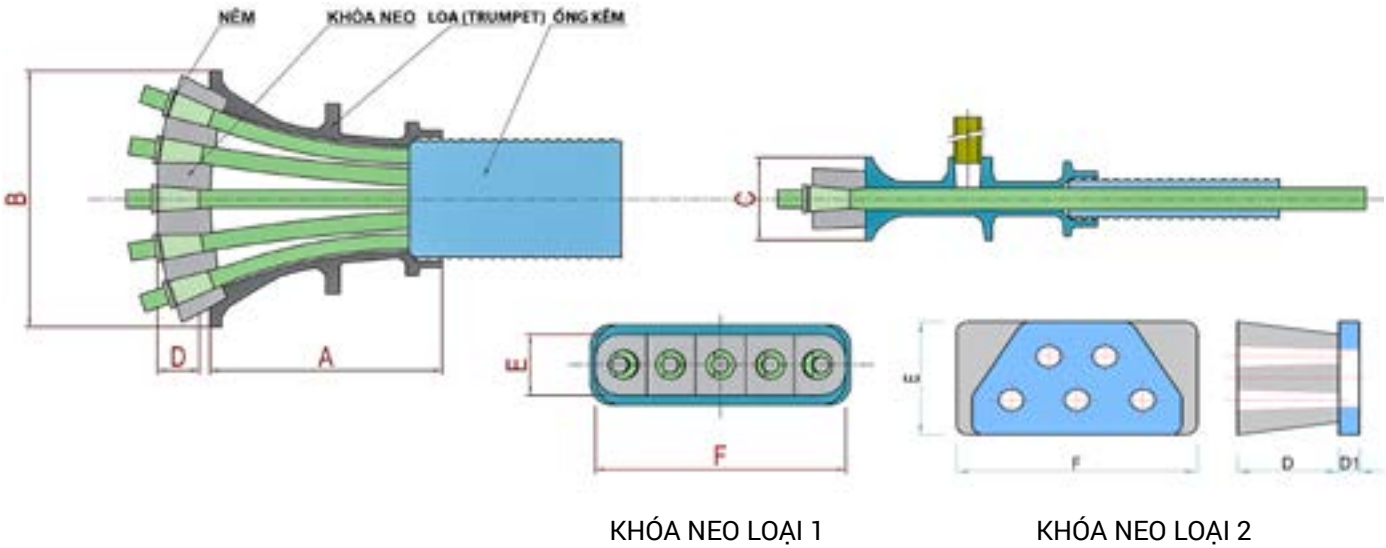 NÊM KHÓA NEO LOA (TRUMPET) ỐNG KẼM
B
D A
C
E
F
E
F D D1
KHÓA NEO LOẠI 1 KHÓA NEO LOẠI 2